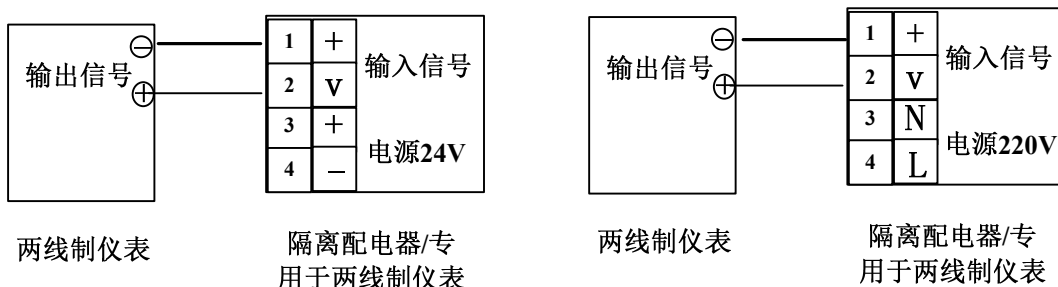 ⊖
输出信号
⊕
1 +
2 v
3 +
4 −
输入信号
电源24V
两线制仪表
隔离配电器/专
用于两线制仪表
⊖
输出信号
⊕
1 +
2 v
3 N
4 L
输入信号
电源220V
两线制仪表
隔离配电器/专
用于两线制仪表